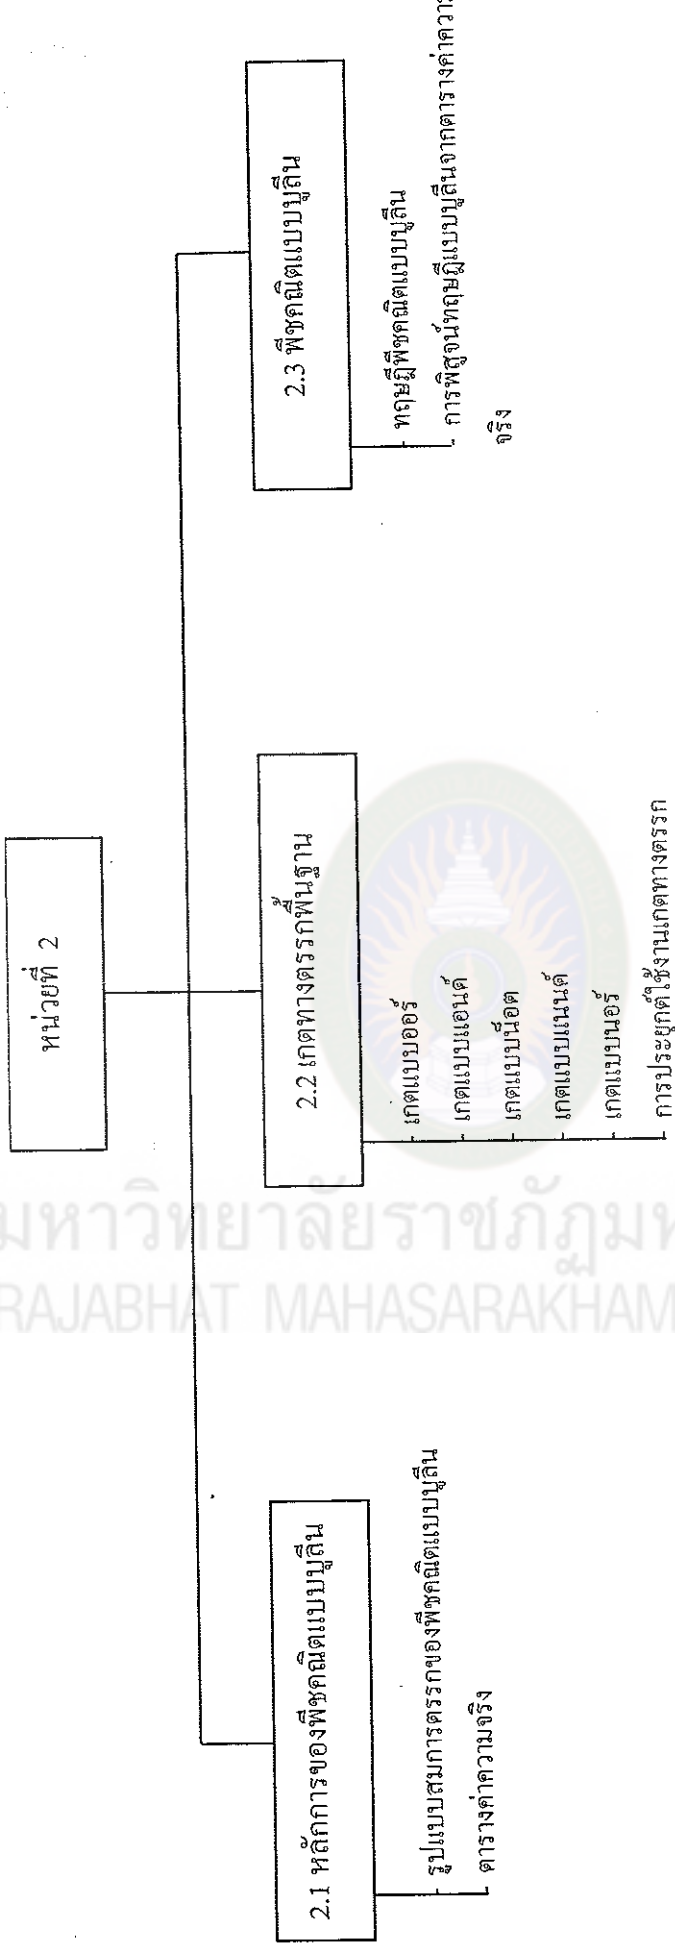 หน่วยที่ 2
2.1 หลักการของพีชคณิตแบบบูลีน
รูปแบบสมการตรรกของพีชคณิตแบบบูลีน
ตารางค่าความจริง
2.2 เกตทางตรรกพื้นฐาน
เกตแบบออร์
เกตแบบแอนด์
เกตแบบน็อต
เกตแบบแนนด์
เกตแบบนอร์
การประยุกต์ใช้งานเกตทางตรรก
2.3 พีชคณิตแบบบูลีน
ทฤษฎีพีชคณิตแบบบูลีน
การพิสูจน์ทฤษฎีแบบบูลีนจากตารางค่าความ
จริง
มหาวิทยาลัยราชภัฏมห
RAJABHAT MAHASARAKHAM